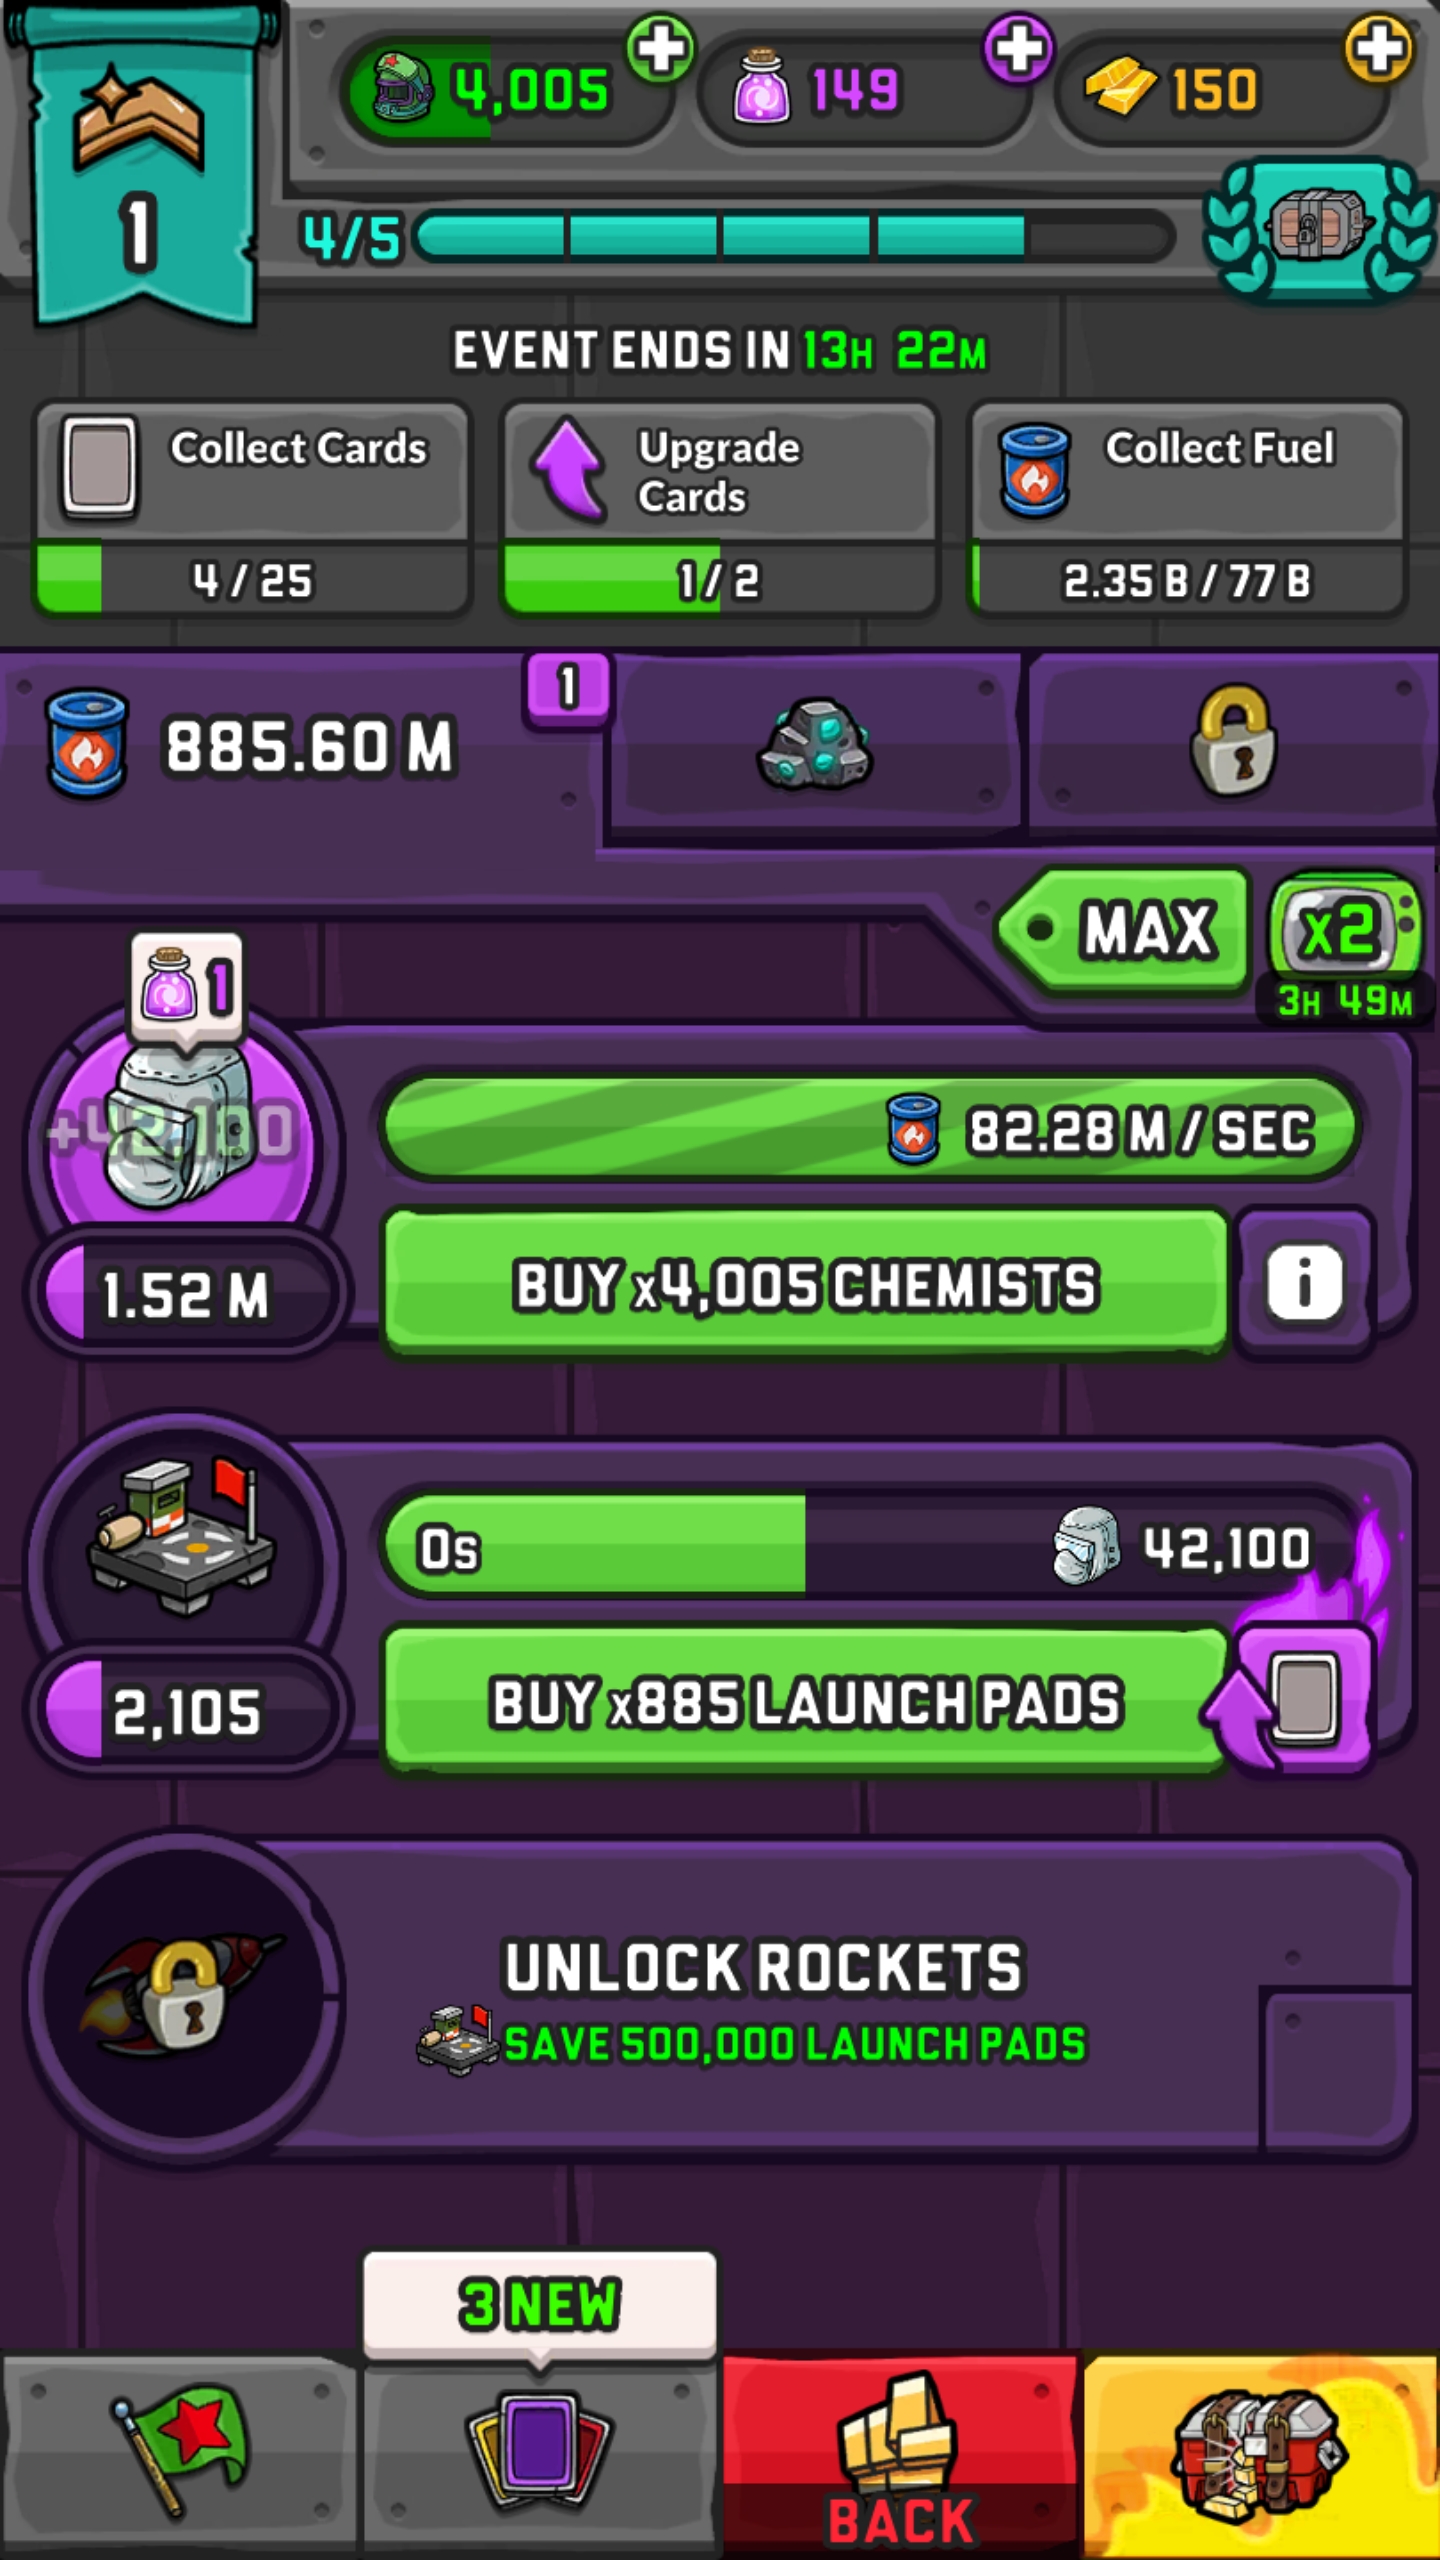 4,005
149
150
1
4/5
EVENT ENDS IN 13H 22M
Collect Cards
4 / 25
Upgrade
Cards
1 / 2
Collect Fuel
2.35 B / 77 B
885.60 M
1
MAX
x2
3H 49M
1
+42,100
82.28 M / SEC
1.52 M
BUY x4,005 CHEMISTS
i
0s
42,100
2,105
BUY x885 LAUNCH PADS
UNLOCK ROCKETS
SAVE 500,000 LAUNCH PADS
3 NEW
BACK